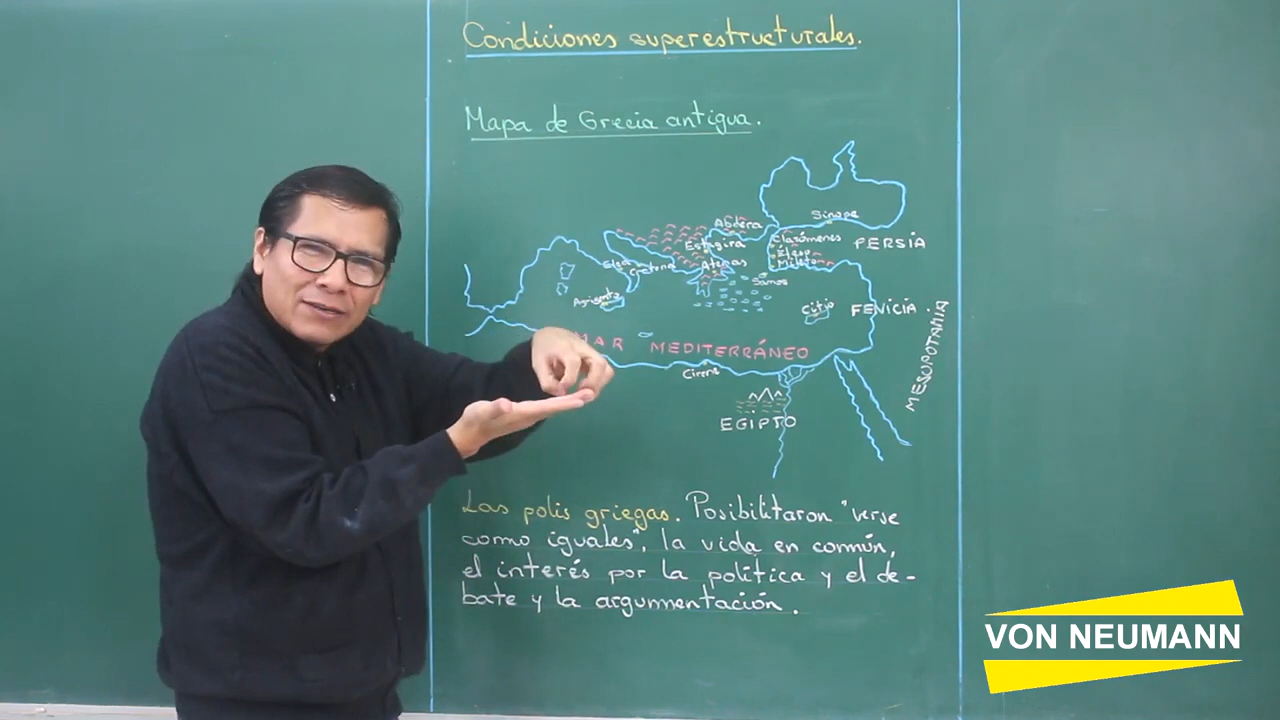 Condiciones superestructurales.
Mapa de Grecia antigua.
Sinope
Abdera
Estagira
Clazómenes
PERSIA
Éfeso
Elea
Crotona
Atenas
Mileto
Samos
Agrigento
Citio
FENICIA
MESOPOTAMIA
MAR MEDITERRÁNEO
Cirene
EGIPTO
Las polis griegas. Posibilitaron "verse
como iguales", la vida en común,
el interés por la política y el de-
bate y la argumentación.
VON NEUMANN